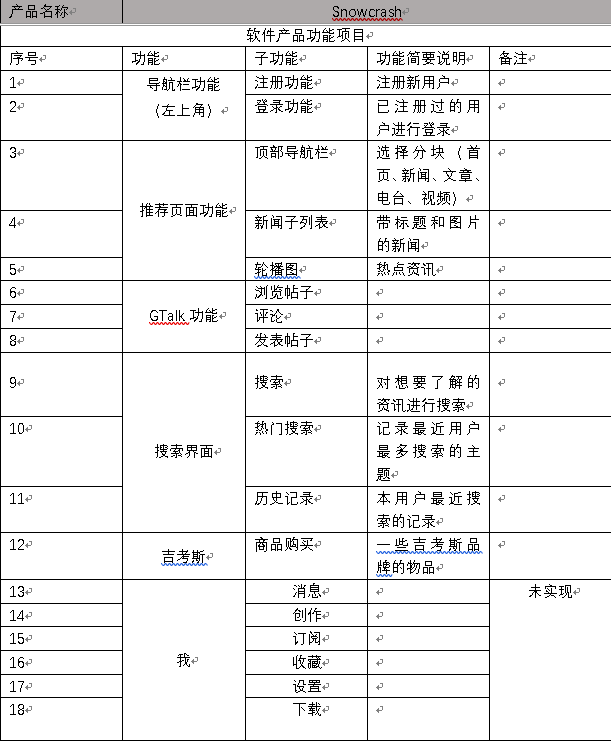 产品名称 Snowcrash
软件产品功能项目
序号 功能 子功能 功能简要说明 备注
1 导航栏功能 注册功能 注册新用户
（左上角）
2 登录功能 已注册过的用
户进行登录
3 推荐页面功能 顶部导航栏 选择分块（首
页、新闻、文章、
电台、视频）
4 新闻子列表 带标题和图片
的新闻
5 轮播图 热点资讯
6 GTalk 功能 浏览帖子
7 评论
8 发表帖子
9 搜索界面 搜索 对想要了解的
资讯进行搜索
10 热门搜索 记录最近用户
最多搜索的主
题
11 历史记录 本用户最近搜
索的记录
12 吉考斯 商品购买 一些吉考斯品
牌的物品
13 我 消息 未实现
14 创作
15 订阅
16 收藏
17 设置
18 下载